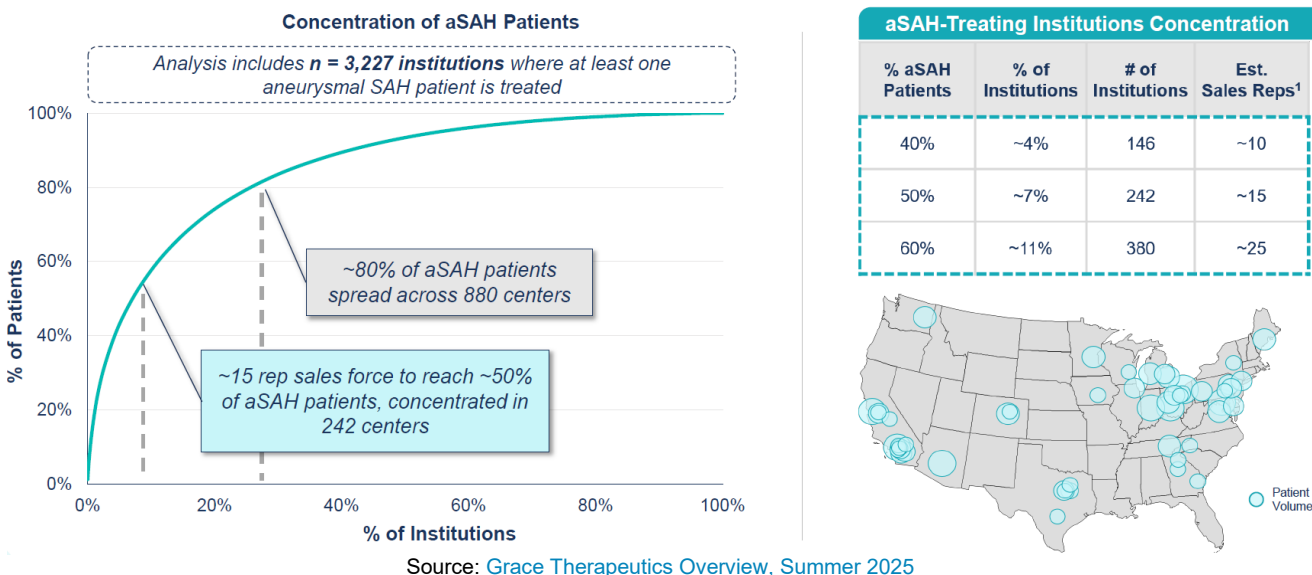 Concentration of aSAH Patients
Analysis includes n = 3,227 institutions where at least one
aneurysmal SAH patient is treated
100%
80%
60%
40%
20%
0%
% of Patients
~80% of aSAH patients
spread across 880 centers
~15 rep sales force to reach ~50%
of aSAH patients, concentrated in
242 centers
0% 20% 40% 60% 80% 100%
% of Institutions
aSAH-Treating Institutions Concentration
% aSAH Patients % of Institutions # of Institutions Est. Sales Reps¹
40% ~4% 146 ~10
50% ~7% 242 ~15
60% ~11% 380 ~25
Patient
Volume
Source: Grace Therapeutics Overview, Summer 2025